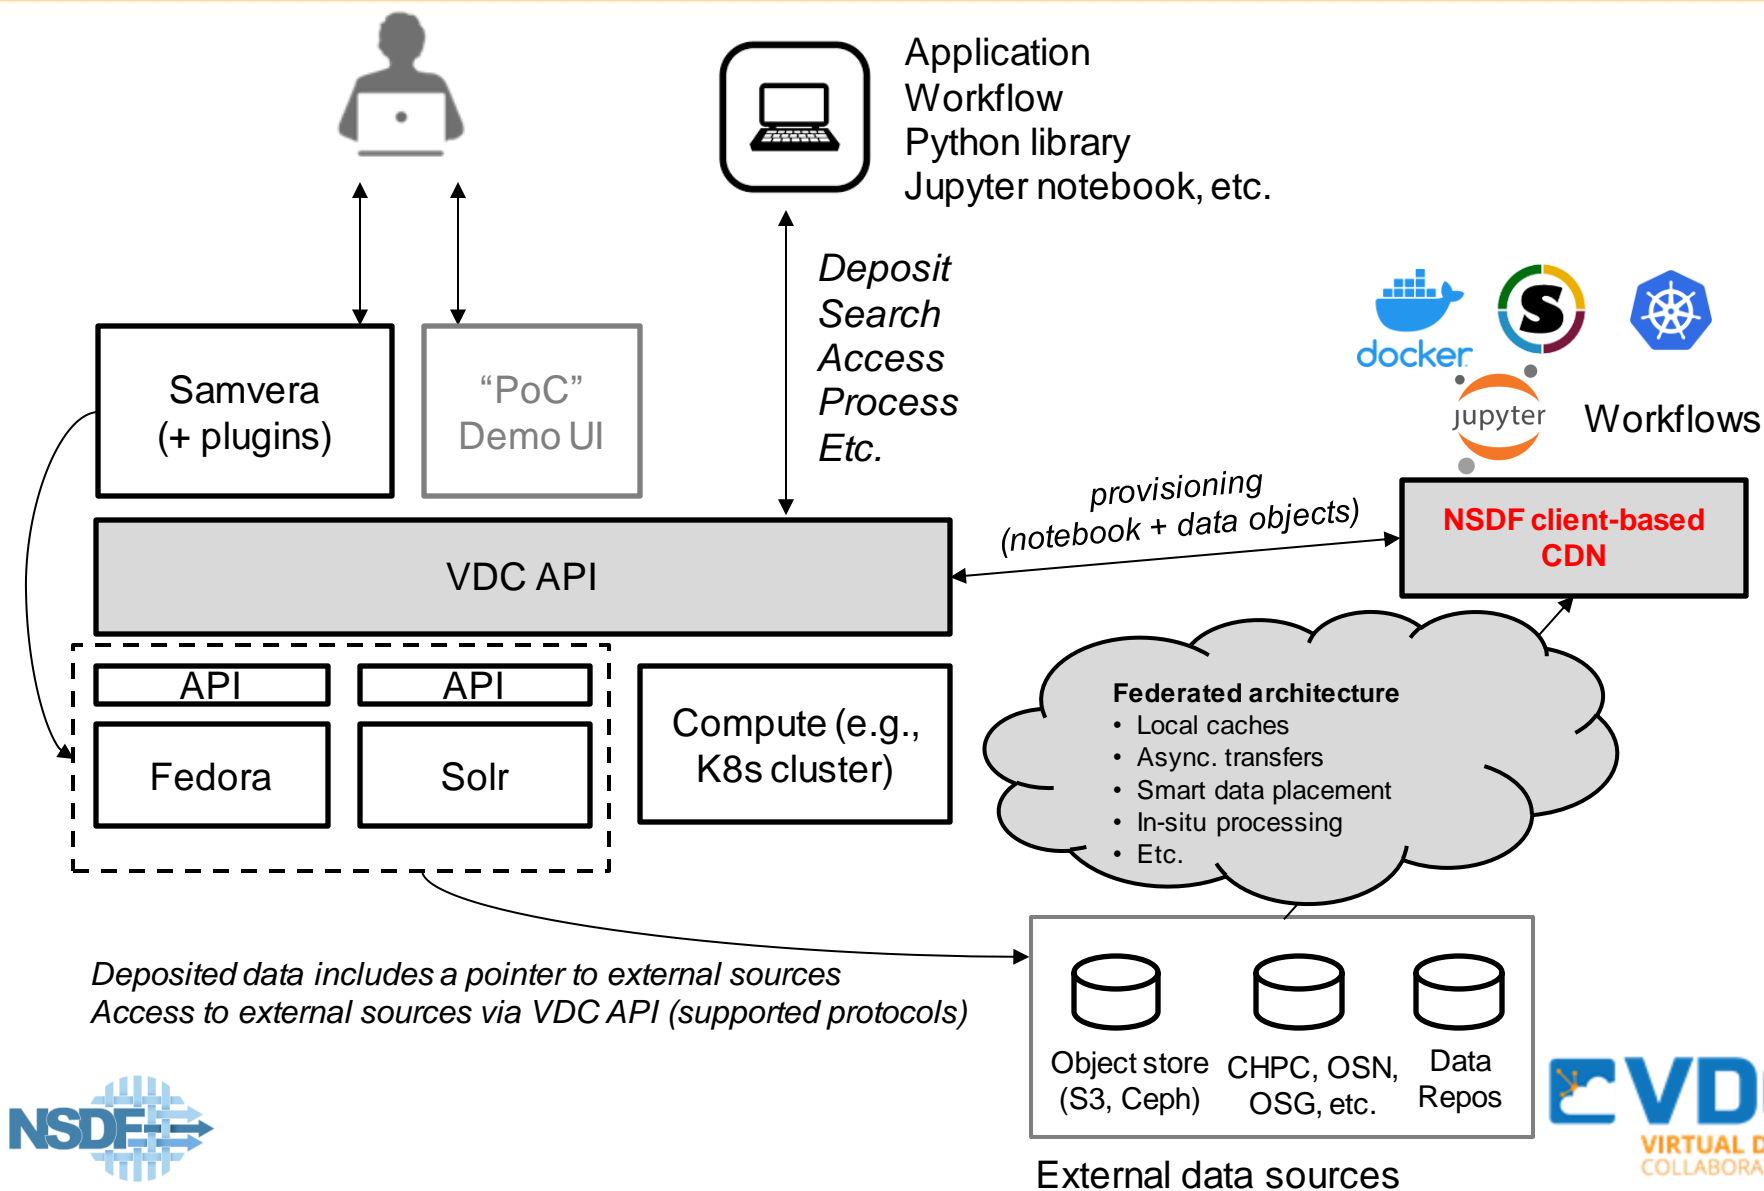 Application
Workflow
Python library
Jupyter notebook, etc.
Deposit
Search
Access
Process
Etc.
Samvera
(+ plugins)
“PoC”
Demo UI
docker
S
jupyter
Workflows
provisioning
(notebook + data objects)
NSDF client-based
CDN
VDC API
API
API
Fedora
Solr
Compute (e.g.,
K8s cluster)
Federated architecture
• Local caches
• Async. transfers
• Smart data placement
• In-situ processing
• Etc.
Deposited data includes a pointer to external sources
Access to external sources via VDC API (supported protocols)
Object store
(S3, Ceph)
CHPC, OSN,
OSG, etc.
Data
Repos
External data sources
NSDF
VD
VIRTUAL D
COLLABORA